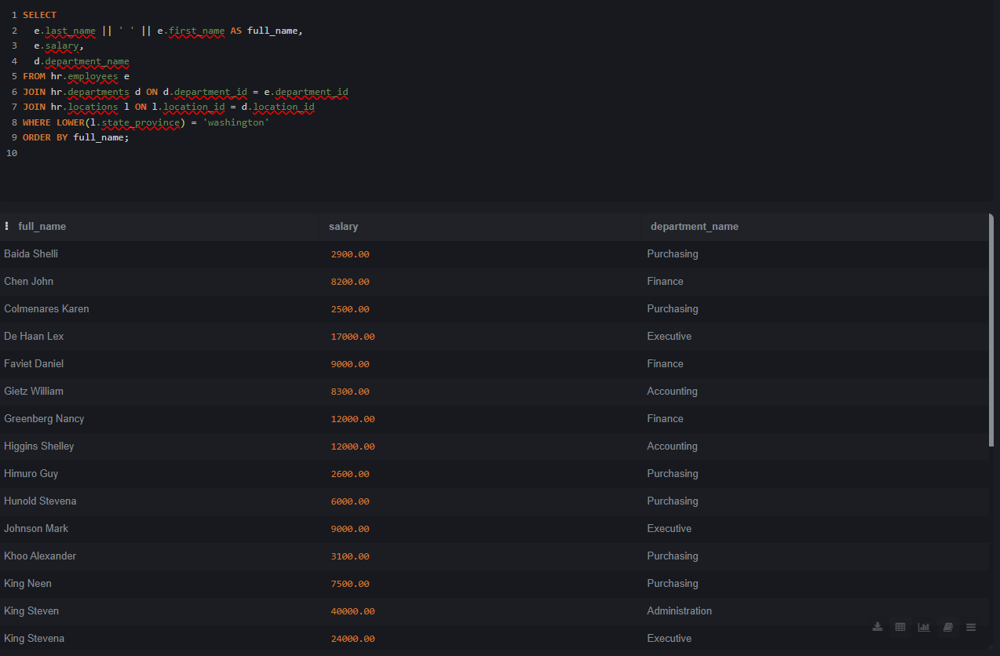 1 SELECT
2 e.last_name || ' ' || e.first_name AS full_name,
3 e.salary,
4 d.department_name
5 FROM hr.employees e
6 JOIN hr.departments d ON d.department_id = e.department_id
7 JOIN hr.locations l ON l.location_id = d.location_id
8 WHERE LOWER(l.state_province) = 'washington'
9 ORDER BY full_name;
10
full_name salary department_name
Baida Shelli 2900.00 Purchasing
Chen John 8200.00 Finance
Colmenares Karen 2500.00 Purchasing
De Haan Lex 17000.00 Executive
Faviet Daniel 9000.00 Finance
Gietz William 8300.00 Accounting
Greenberg Nancy 12000.00 Finance
Higgins Shelley 12000.00 Accounting
Himuro Guy 2600.00 Purchasing
Hunold Stevena 6000.00 Purchasing
Johnson Mark 9000.00 Executive
Khoo Alexander 3100.00 Purchasing
King Neen 7500.00 Purchasing
King Steven 40000.00 Administration
King Stevena 24000.00 Executive